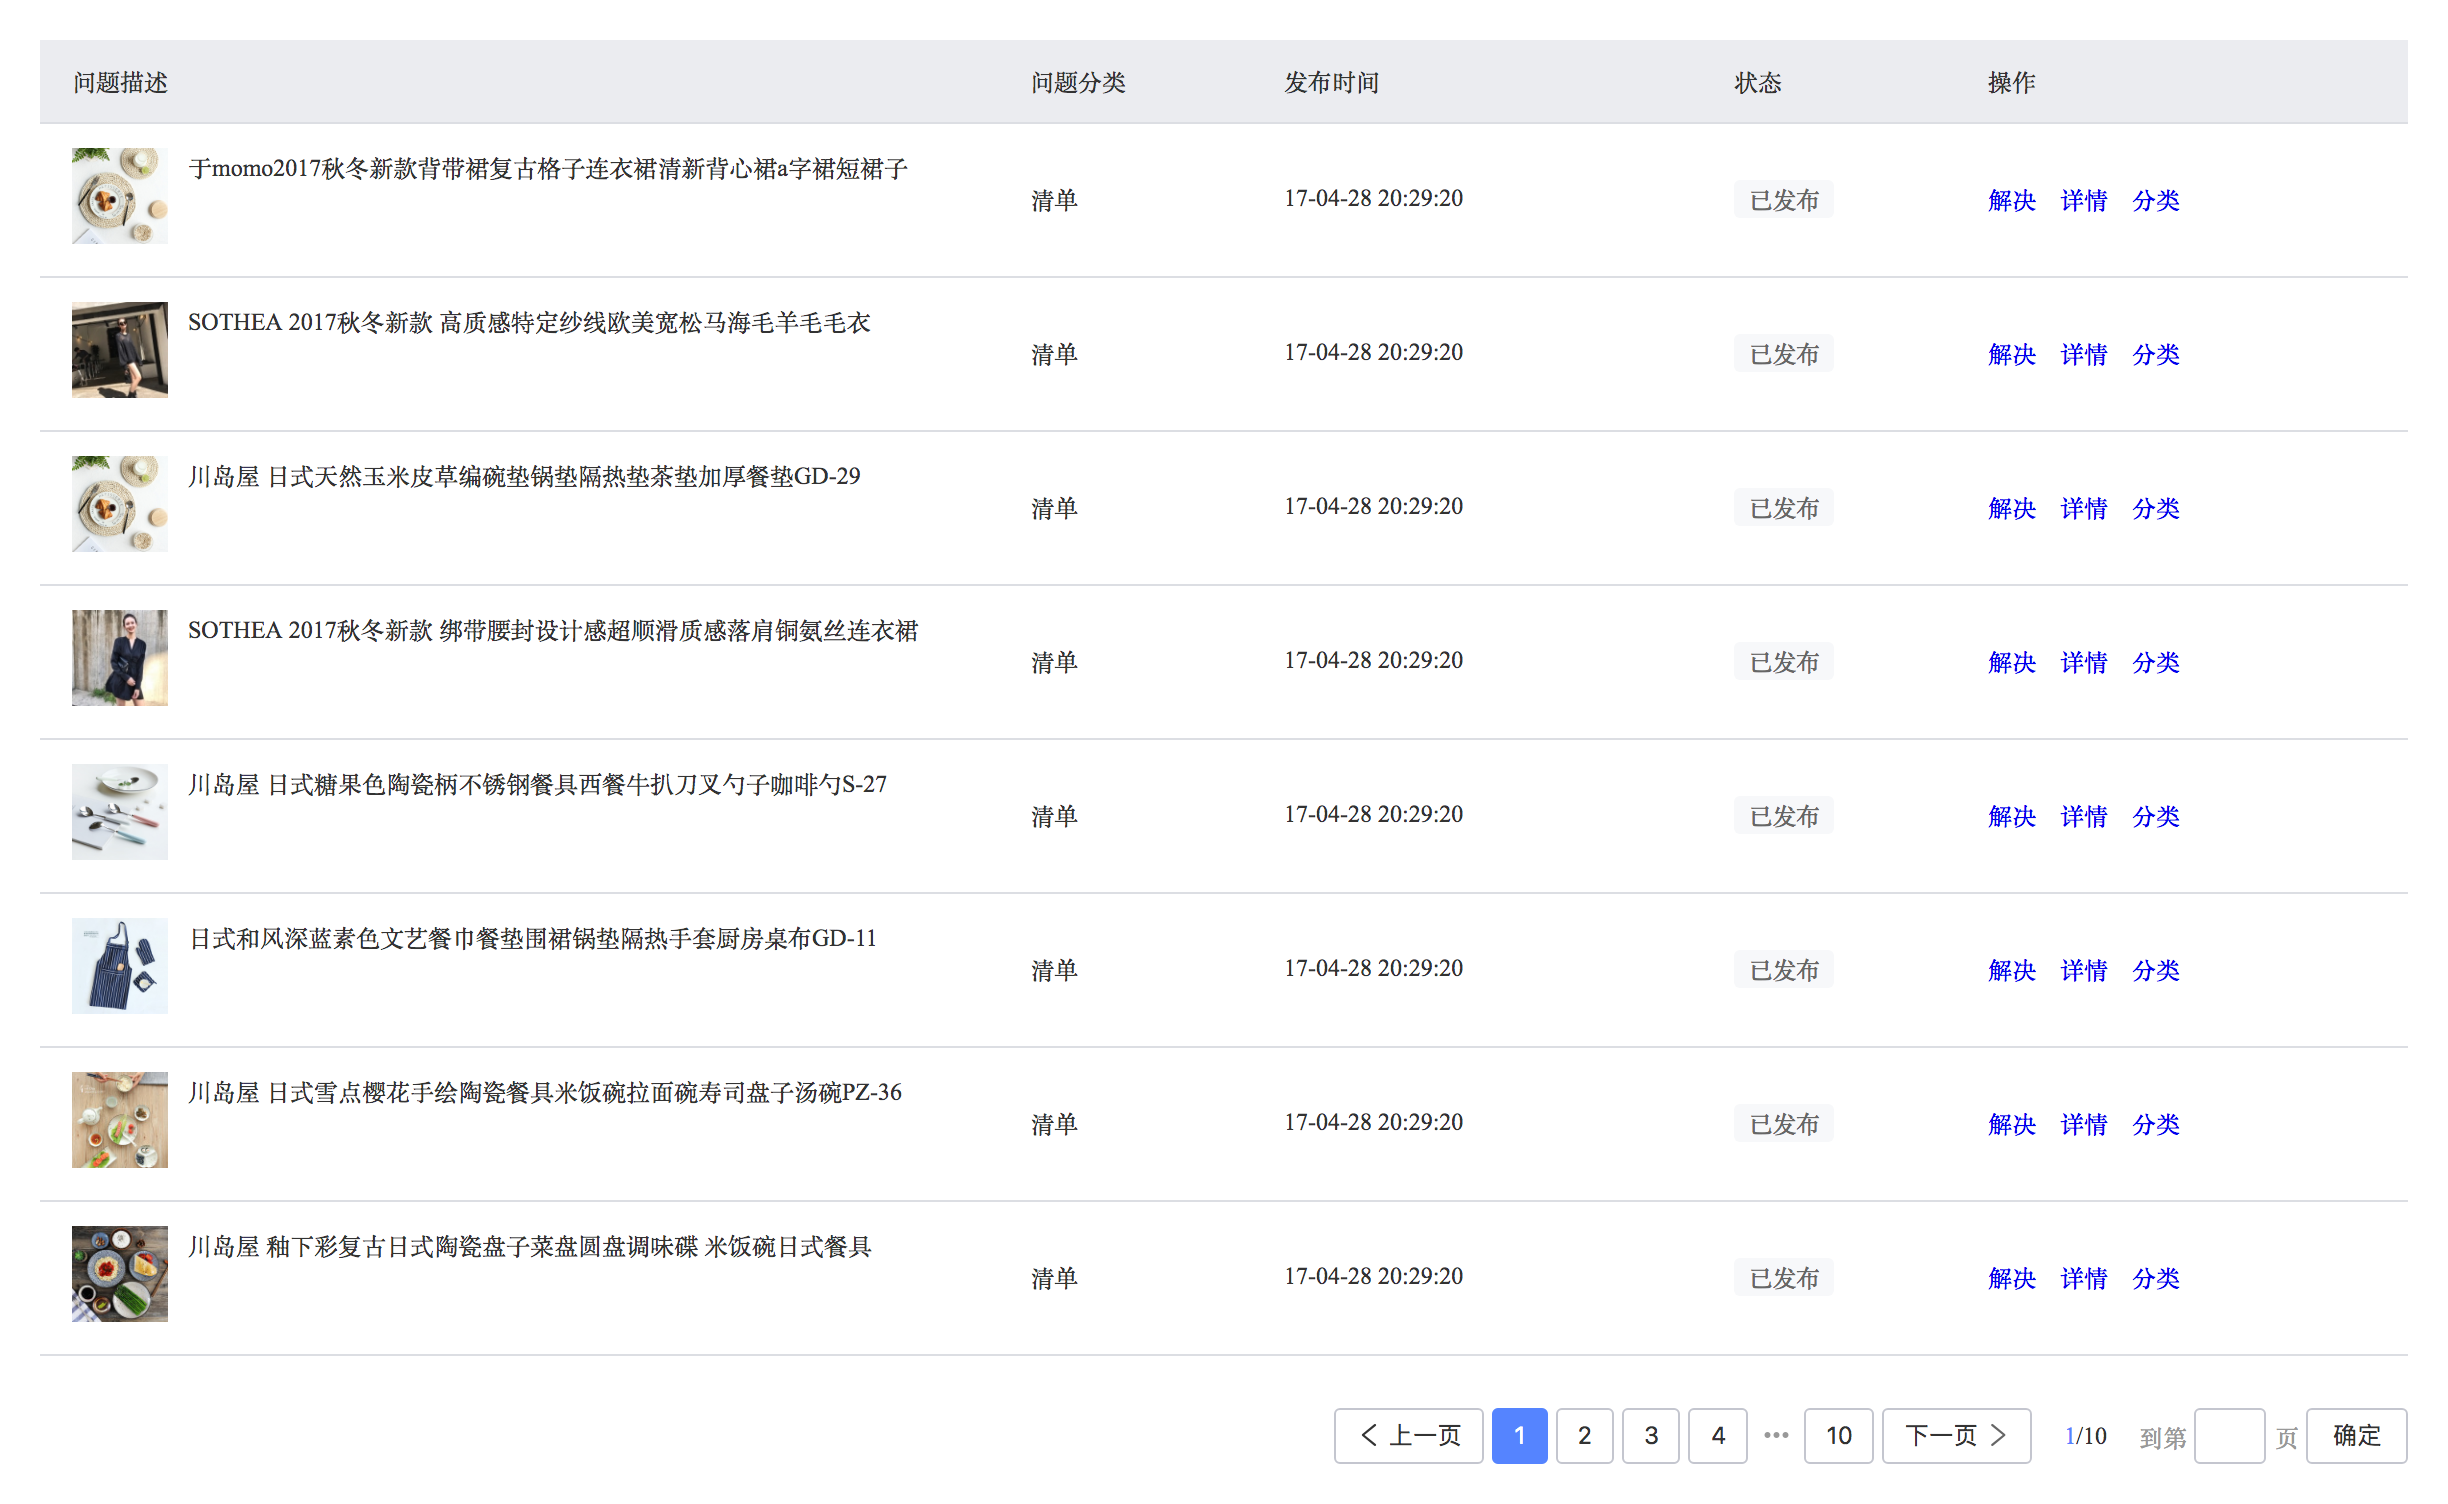 问题描述 问题分类 发布时间 状态 操作
于momo2017秋冬新款背带裙复古格子连衣裙清新背心裙a字裙短裙子
清单 17-04-28 20:29:20 已发布 解决 详情 分类
SOTHEA 2017秋冬新款 高质感特定纱线欧美宽松马海毛羊毛毛衣
清单 17-04-28 20:29:20 已发布 解决 详情 分类
川岛屋 日式天然玉米皮草编碗垫锅垫隔热垫茶垫加厚餐垫GD-29
清单 17-04-28 20:29:20 已发布 解决 详情 分类
SOTHEA 2017秋冬新款 绑带腰封设计感超顺滑质感落肩铜氨丝连衣裙
清单 17-04-28 20:29:20 已发布 解决 详情 分类
川岛屋 日式糖果色陶瓷柄不锈钢餐具西餐牛扒刀叉勺子咖啡勺S-27
清单 17-04-28 20:29:20 已发布 解决 详情 分类
日式和风深蓝素色文艺餐巾餐垫围裙锅垫隔热手套厨房桌布GD-11
清单 17-04-28 20:29:20 已发布 解决 详情 分类
川岛屋 日式雪点樱花手绘陶瓷餐具米饭碗拉面碗寿司盘子汤碗PZ-36
清单 17-04-28 20:29:20 已发布 解决 详情 分类
川岛屋 釉下彩复古日式陶瓷盘子菜盘圆盘调味碟 米饭碗日式餐具
清单 17-04-28 20:29:20 已发布 解决 详情 分类
上一页 1 2 3 4 ••• 10 下一页 1/10 到第 页 确定